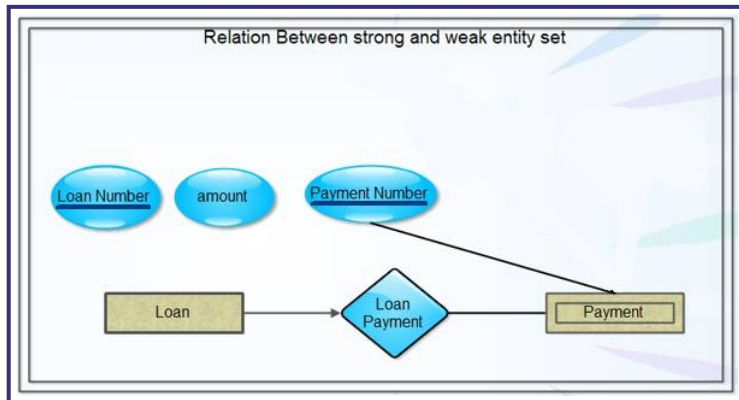 Relation Between strong and weak entity set
Loan Number
amount
Payment Number
Loan
Loan
Payment
Payment